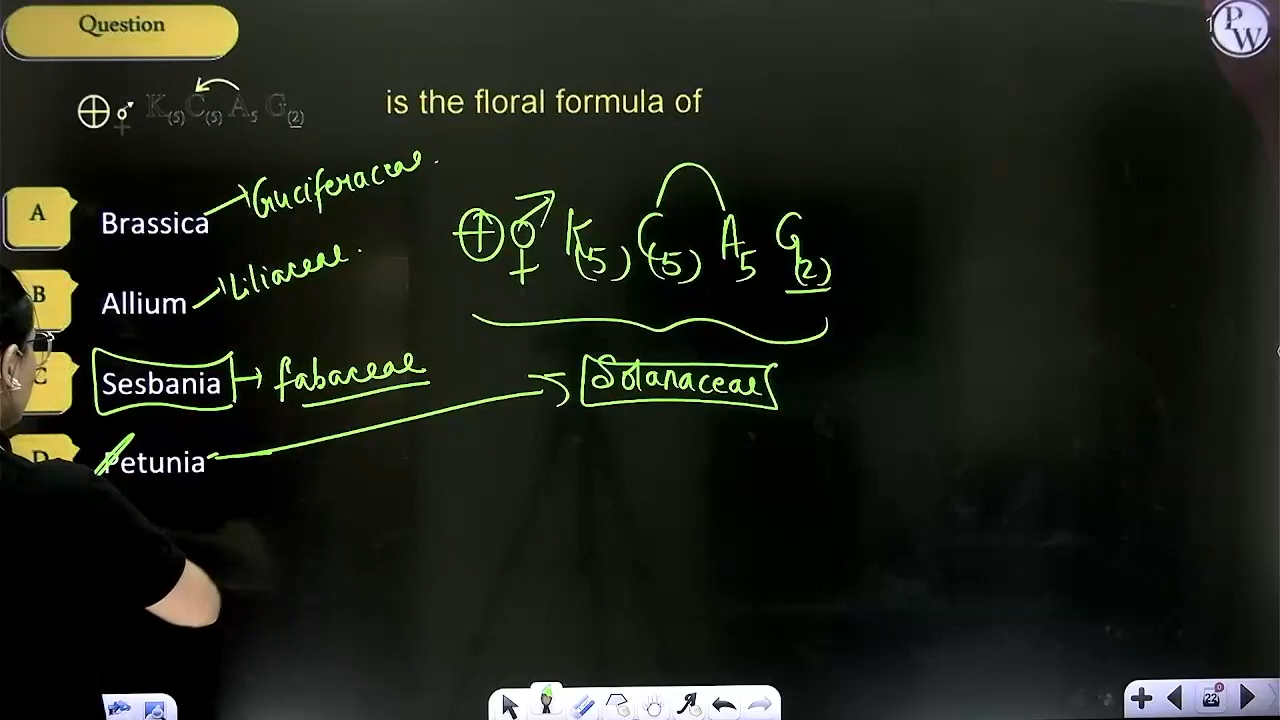 Question
PW
⊕ ⚥ K(5) C(5) A5 G(2) is the floral formula of
A Brassica → Cruciferaceae.
⊕ ⚥ K(5) C(5) A5 G(2)
B Allium → Liliaceae.
C Sesbania → fabaceae
Solanaceae
D Petunia
22